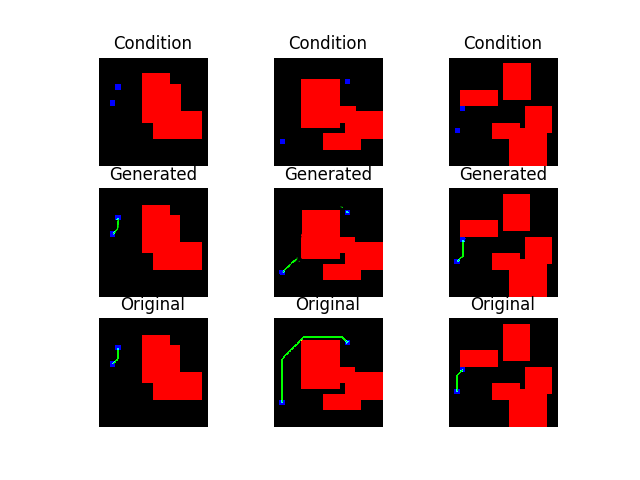 Condition Condition Condition
Generated Generated Generated
Original Original Original